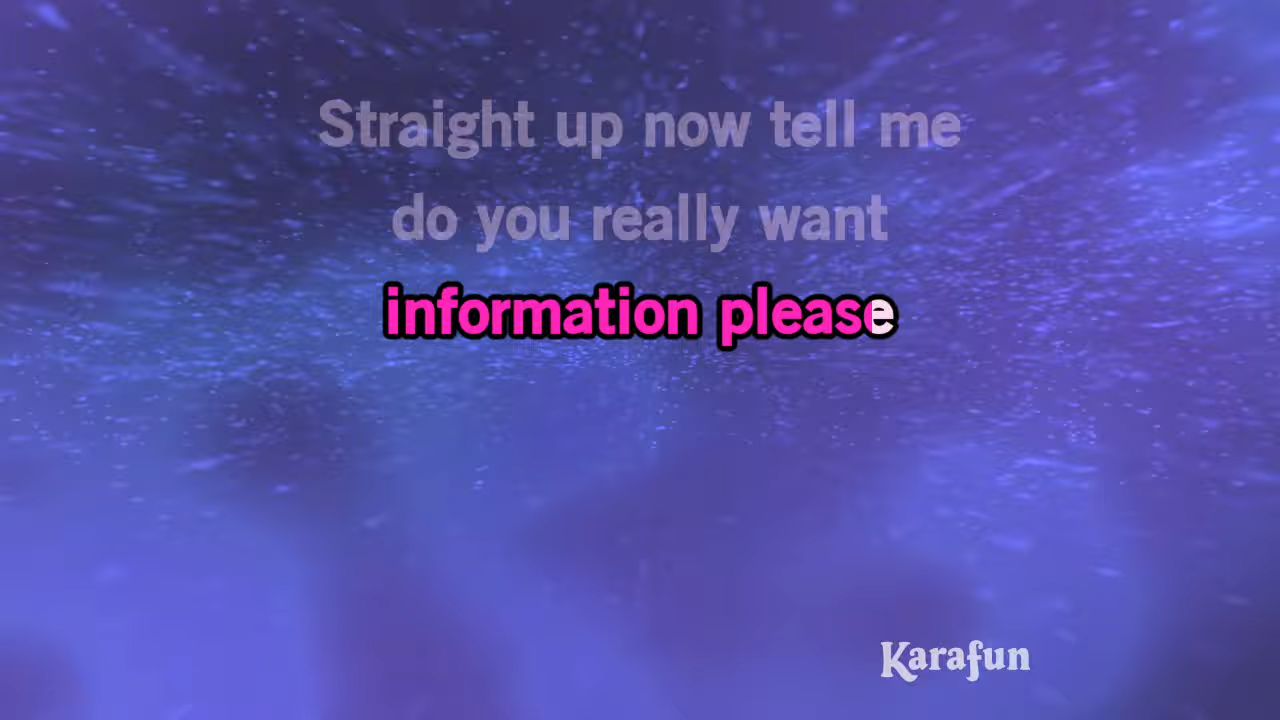 Straight up now tell me
do you really want
information please
Karafun